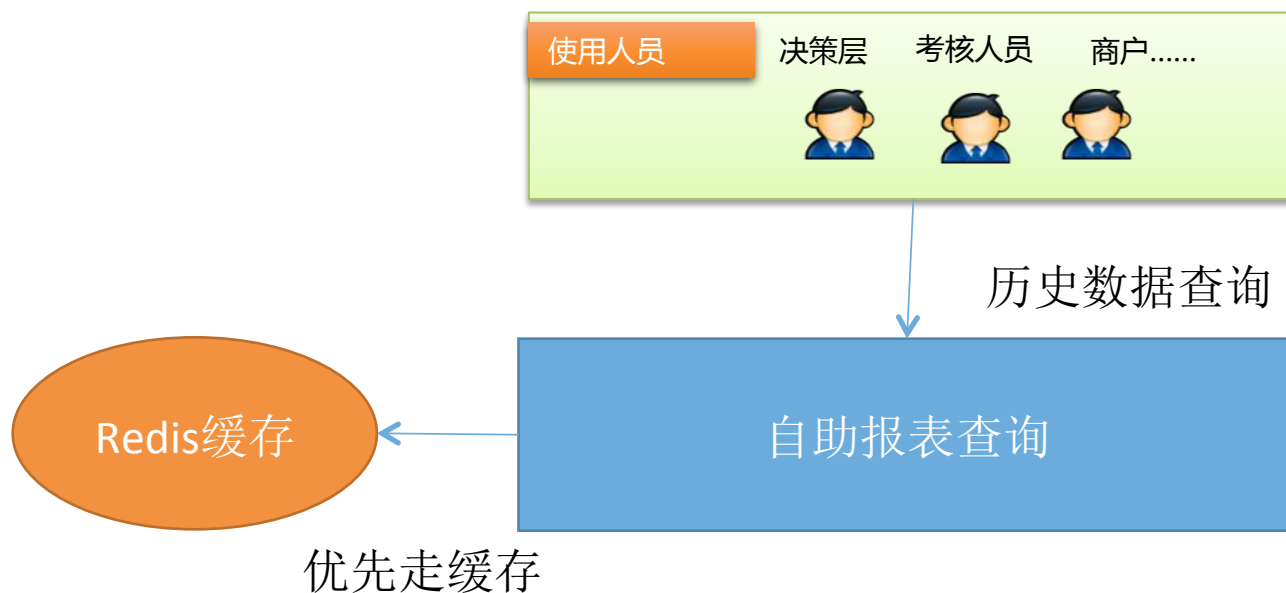 使用人员 决策层 考核人员 商户......
历史数据查询
Redis缓存 自助报表查询
优先走缓存